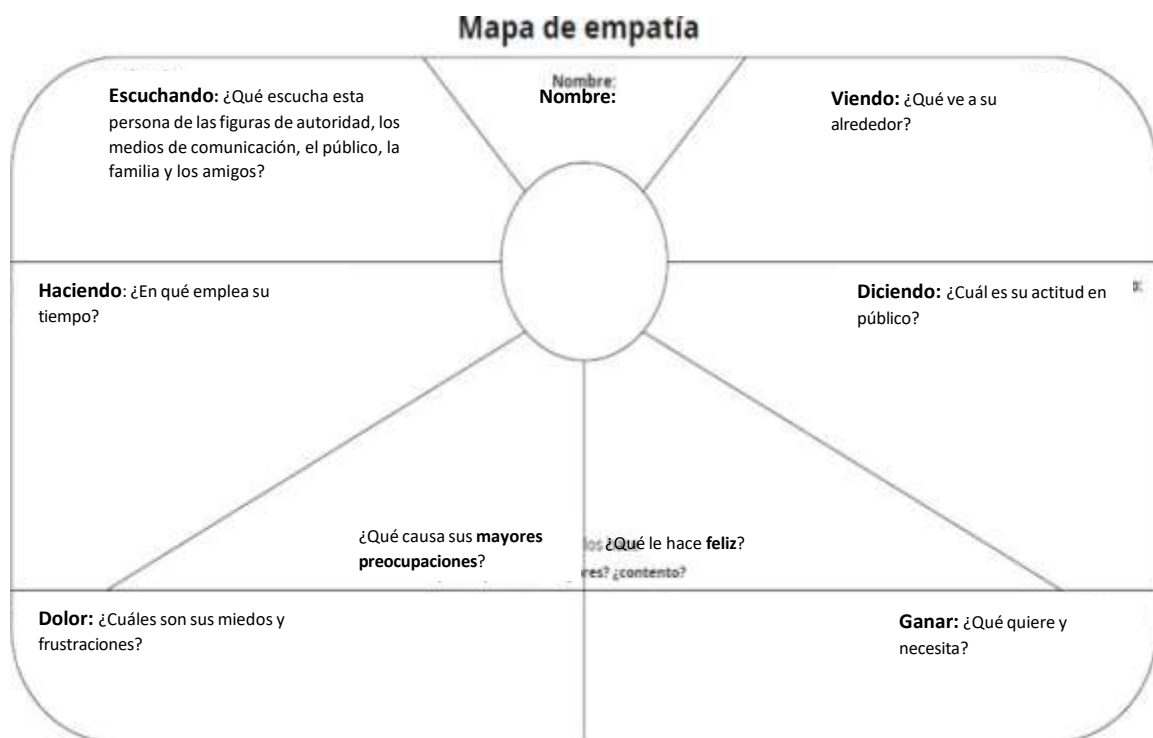 Mapa de empatía
Nombre:
Nombre:
Escuchando: ¿Qué escucha esta
persona de las figuras de autoridad, los
medios de comunicación, el público, la
familia y los amigos?
Viendo: ¿Qué ve a su
alrededor?
Haciendo: ¿En qué emplea su
tiempo?
Diciendo: ¿Cuál es su actitud en
público?
¿Qué causa sus mayores
preocupaciones?
¿Qué le hace feliz?
res? ¿contento?
Dolor: ¿Cuáles son sus miedos y
frustraciones?
Ganar: ¿Qué quiere y
necesita?